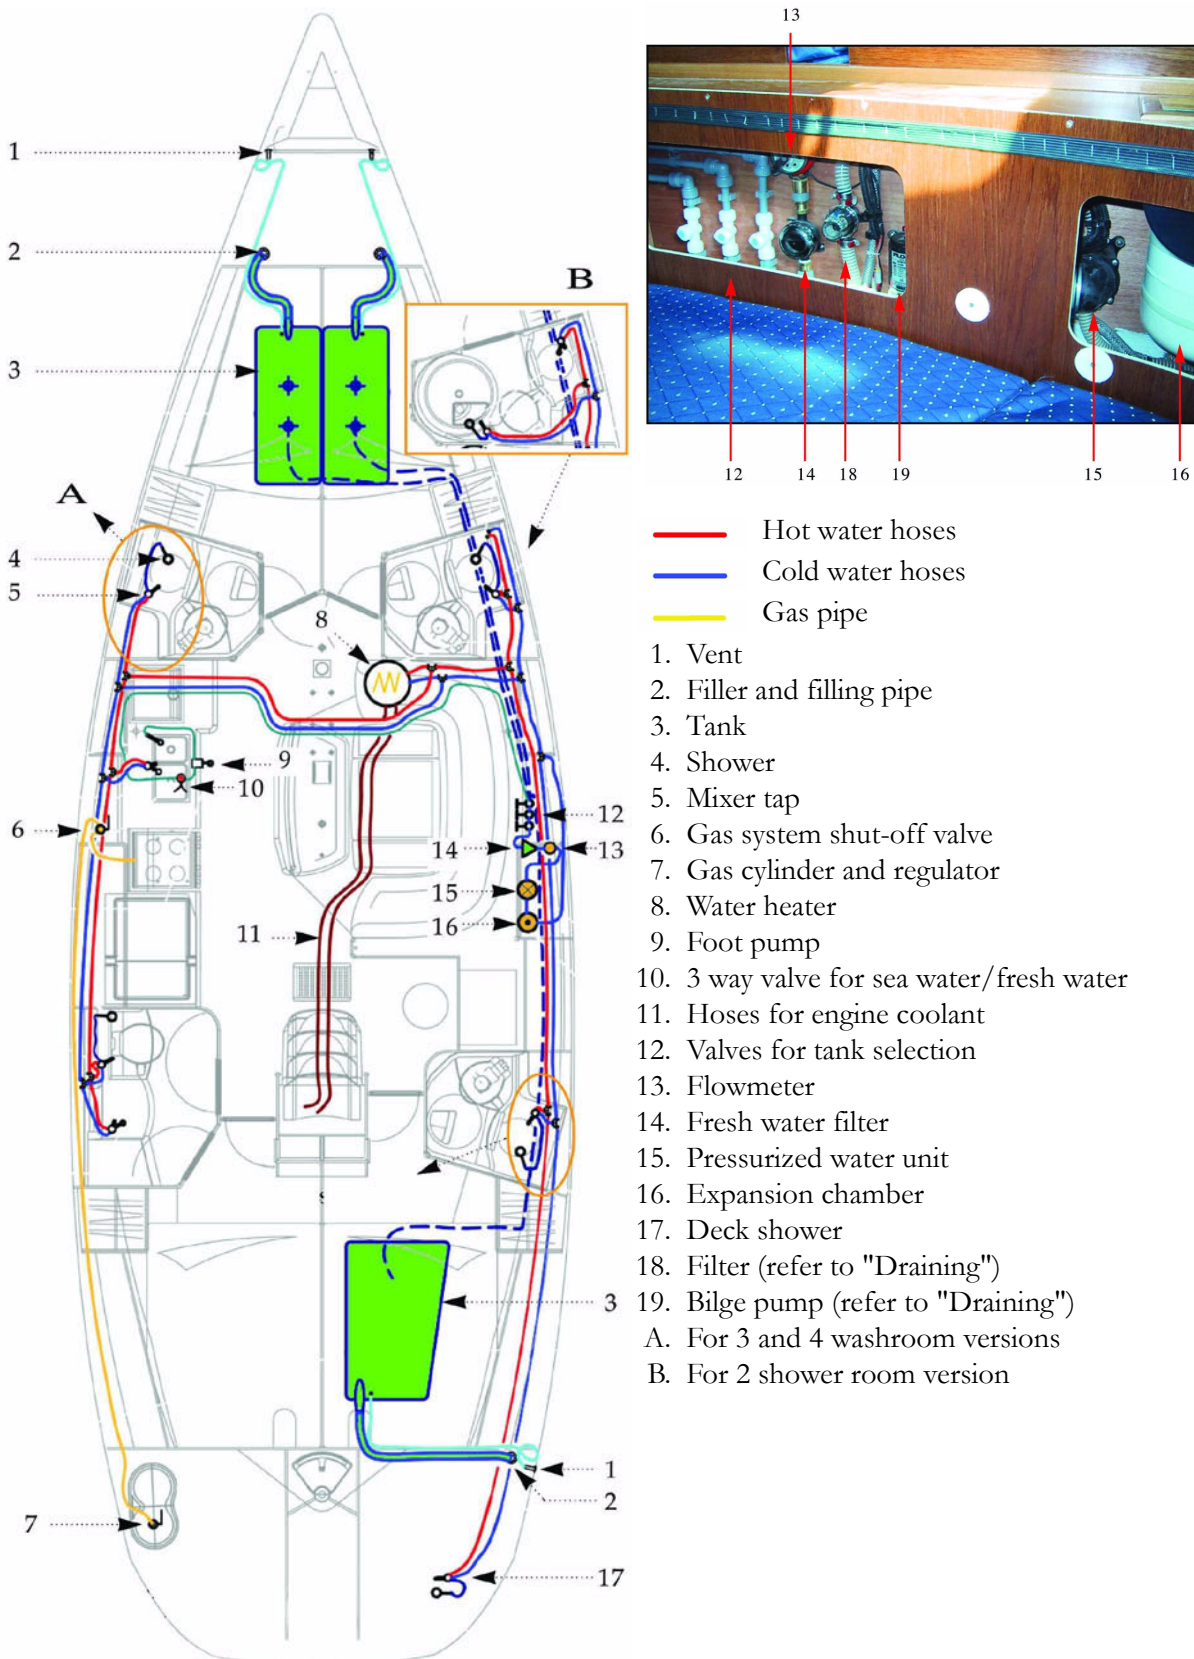 1
2
3
B
A
4
5
8
9
10
6
12
14
13
15
16
11
3
1
2
7
17
13
12
14
18
19
15
16
Hot water hoses
Cold water hoses
Gas pipe
1. Vent
2. Filler and filling pipe
3. Tank
4. Shower
5. Mixer tap
6. Gas system shut-off valve
7. Gas cylinder and regulator
8. Water heater
9. Foot pump
10. 3 way valve for sea water/fresh water
11. Hoses for engine coolant
12. Valves for tank selection
13. Flowmeter
14. Fresh water filter
15. Pressurized water unit
16. Expansion chamber
17. Deck shower
18. Filter (refer to "Draining")
19. Bilge pump (refer to "Draining")
A. For 3 and 4 washroom versions
B. For 2 shower room version